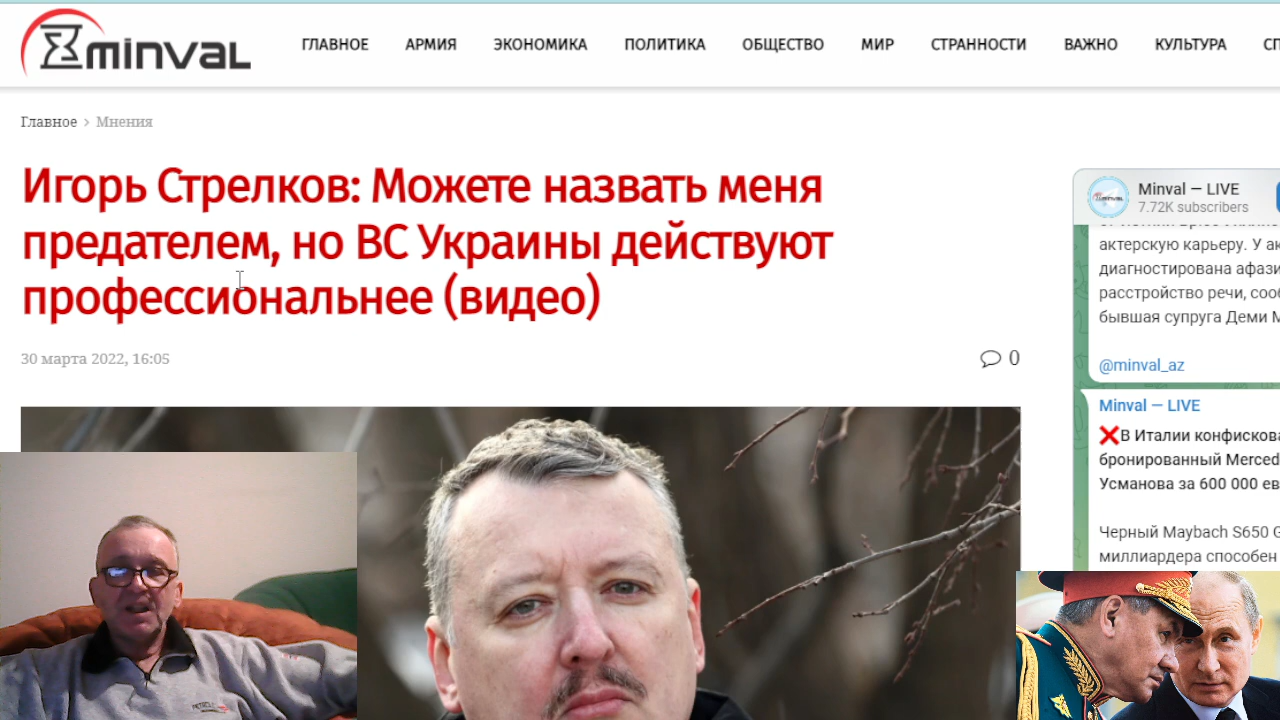 minval
ГЛАВНОЕ АРМИЯ ЭКОНОМИКА ПОЛИТИКА ОБЩЕСТВО МИР СТРАННОСТИ ВАЖНО КУЛЬТУРА СП
Главное > Мнения
Игорь Стрелков: Можете назвать меня
предателем, но ВС Украины действуют
профессиональнее (видео)
30 марта 2022, 16:05
0
Minval — LIVE
7.72K subscribers
актерскую карьеру. У ак
диагностирована афази
расстройство речи, сооб
бывшая супруга Деми М
@minval_az
Minval — LIVE
❌В Италии конфискова
бронированный Merced
Усманова за 600 000 ев
Черный Maybach S650 G
миллиардера способен